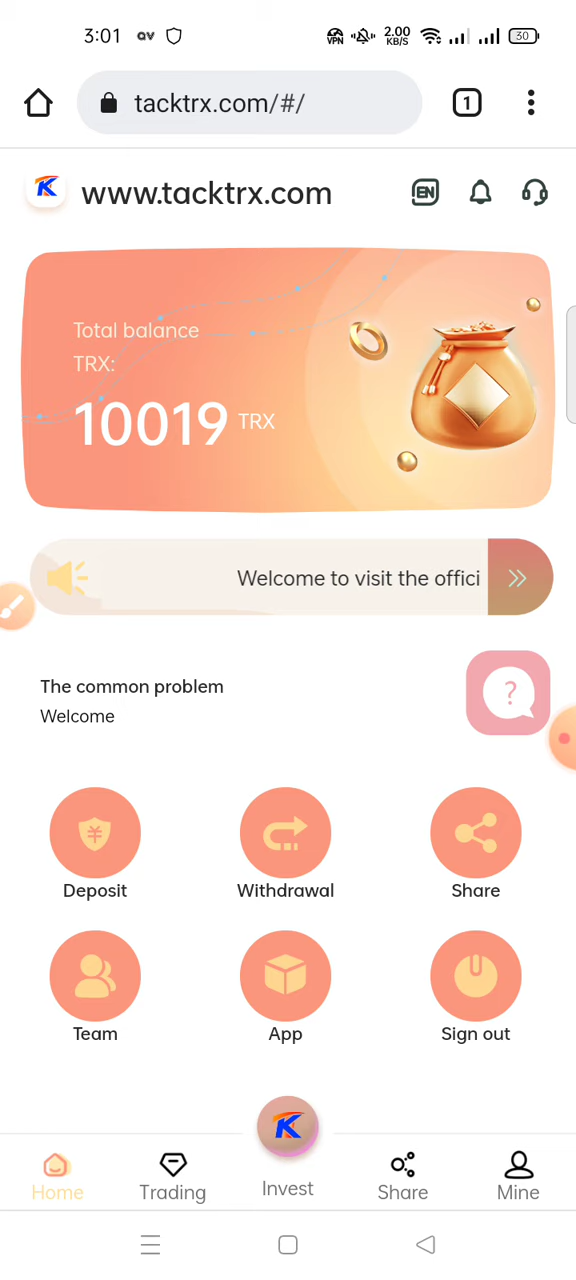 3:01 av VPN 2.00 KB/S 30
tacktrx.com/#/ 1
www.tacktrx.com EN
Total balance
TRX:
10019 TRX
Welcome to visit the offici
The common problem
Welcome
?
Deposit Withdrawal Share
Team App Sign out
Home Trading Invest Share Mine